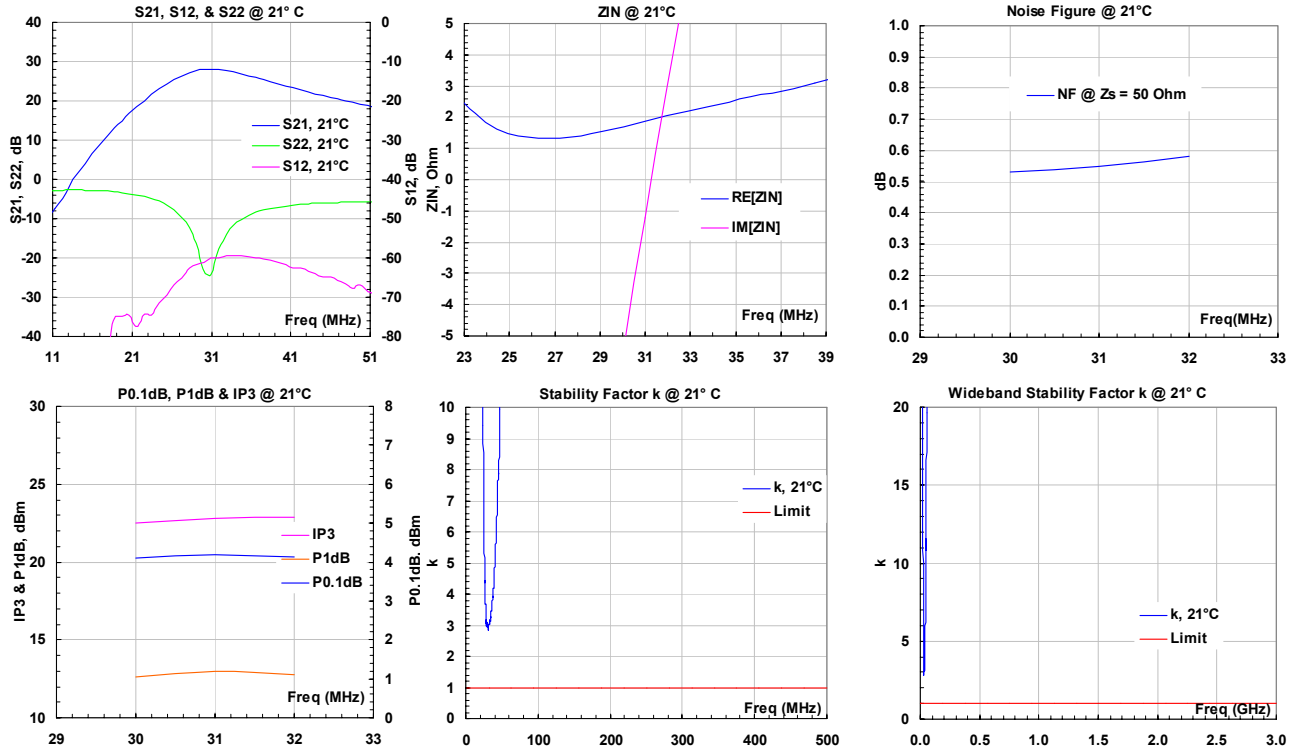 S21, S12, & S22 @ 21° C
40
30
20
10
0
-10
-20
-30
-40
S21, S22, dB
0
-10
-20
-30
-40
-50
-60
-70
-80
S12, dB
S21, 21°C
S22, 21°C
S12, 21°C
Freq (MHz)
11 21 31 41 51
ZIN @ 21°C
5
4
3
2
1
0
-1
-2
-3
-4
-5
ZIN, Ohm
RE[ZIN]
IM[ZIN]
Freq (MHz)
23 25 27 29 31 33 35 37 39
Noise Figure @ 21°C
1.0
0.9
0.8
0.7
0.6
0.5
0.4
0.3
0.2
0.1
0.0
dB
NF @ Zs = 50 Ohm
Freq(MHz)
29 30 31 32 33
P0.1dB, P1dB & IP3 @ 21°C
30
25
20
15
10
IP3 & P1dB, dBm
8
7
6
5
4
3
2
1
0
P0.1dB. dBm
IP3
P1dB
P0.1dB
Freq (MHz)
29 30 31 32 33
Stability Factor k @ 21° C
10
9
8
7
6
5
4
3
2
1
0
k
k, 21°C
Limit
Freq (MHz)
0 100 200 300 400 500
Wideband Stability Factor k @ 21° C
20
15
10
5
0
k
k, 21°C
Limit
Freq (GHz)
0.0 0.5 1.0 1.5 2.0 2.5 3.0